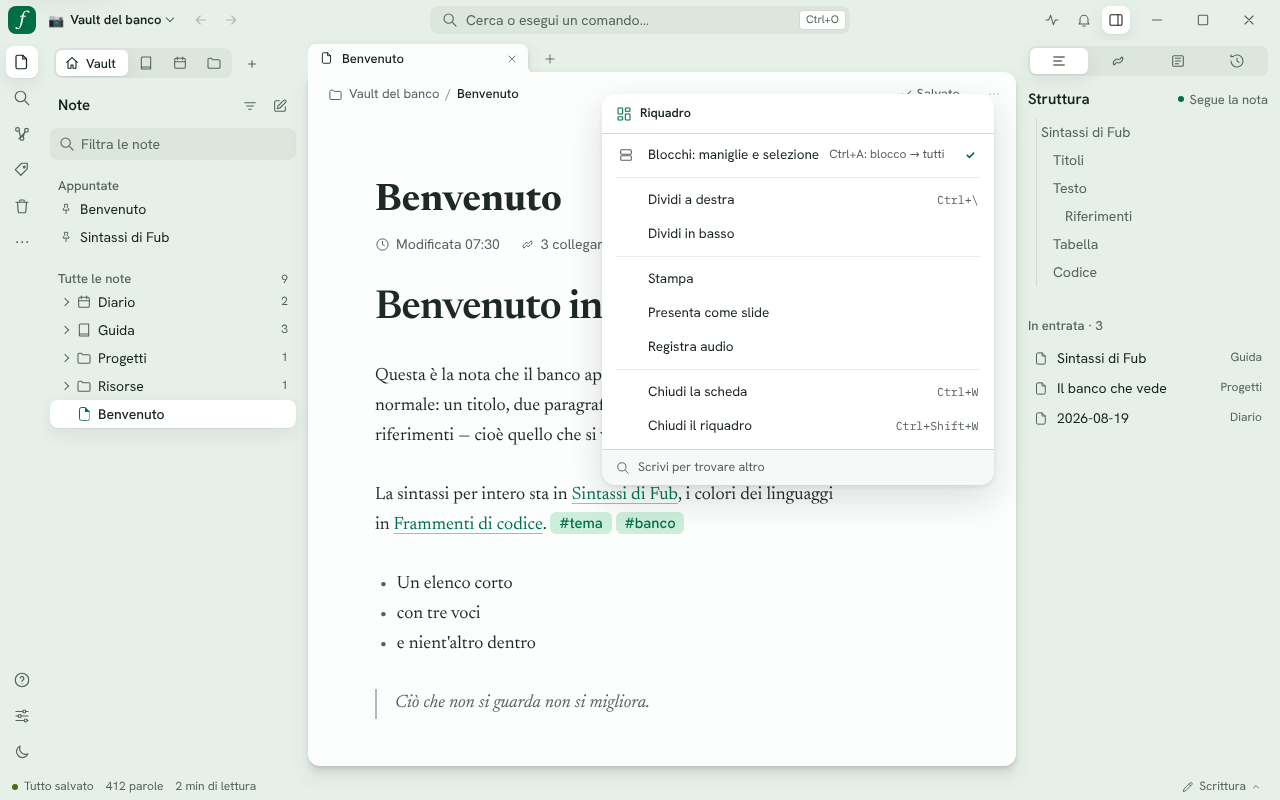 Vault del banco
Cerca o esegui un comando…
Ctrl+O
Vault
Note
Filtra le note
Appuntate
Benvenuto
Sintassi di Fub
Tutte le note 9
Diario 2
Guida 3
Progetti 1
Risorse 1
Benvenuto
Benvenuto
Vault del banco / Benvenuto
Salvato
Benvenuto
Modificata 07:30
Benvenuto in
Questa è la nota che il banco
normale: un titolo, due
riferimenti — cioè quello che si
La sintassi per intero sta in Sintassi di Fub, i colori dei linguaggi
in Frammenti di codice. #tema #banco
Un elenco corto
con tre voci
e nient'altro dentro
Ciò che non si guarda non si migliora.
Riquadro
Blocchi: maniglie e selezione Ctrl+A: blocco → tutti
Dividi a destra Ctrl+\
Dividi in basso
Stampa
Presenta come slide
Registra audio
Chiudi la scheda Ctrl+W
Chiudi il riquadro Ctrl+Shift+W
Scrivi per trovare altro
Struttura
Segue la nota
Sintassi di Fub
Titoli
Testo
Riferimenti
Tabella
Codice
In entrata · 3
Sintassi di Fub Guida
Il banco che vede Progetti
2026-08-19 Diario
Tutto salvato 412 parole 2 min di lettura
Scrittura